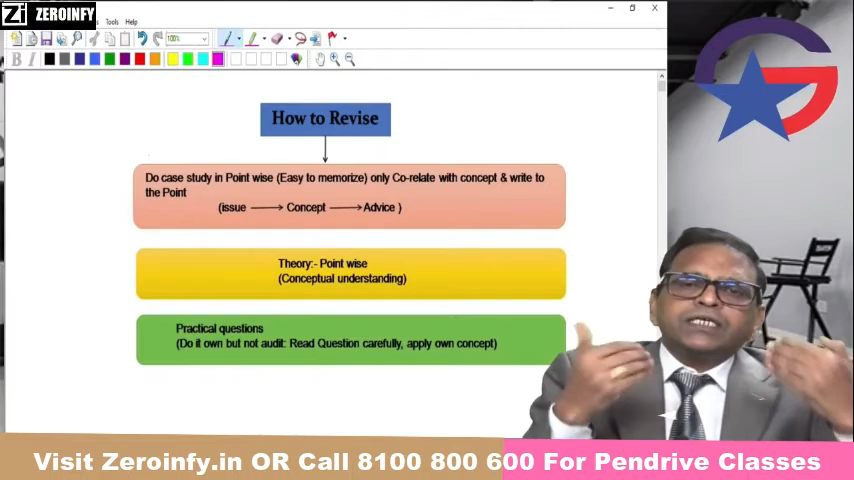 Zi ZEROINFY
Tools Help
100%
How to Revise
Do case study in Point wise (Easy to memorize) only Co-relate with concept & write to
the Point
(issue Concept Advice )
Theory:- Point wise
(Conceptual understanding)
Practical questions
(Do it own but not audit: Read Question carefully, apply own concept)
Visit Zeroinfy.in OR Call 8100 800 600 For Pendrive Classes